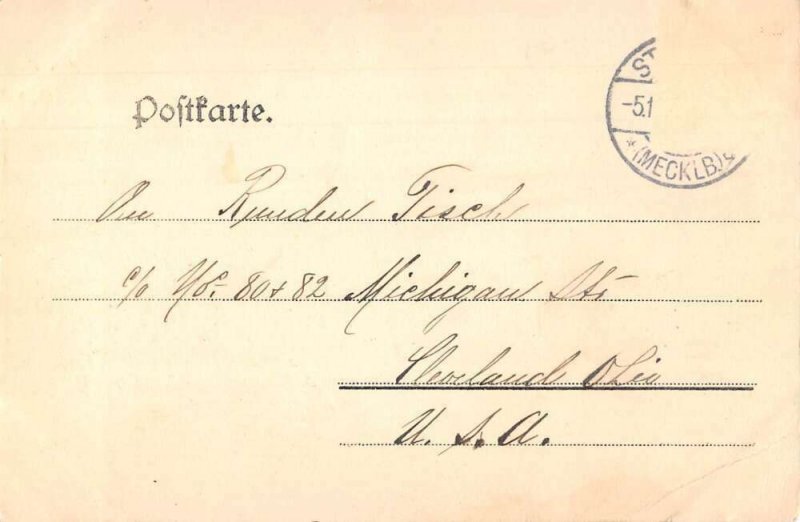 Postkarte.
ST
-5.1
* (MECKLB)
An Runden Tisch
c/o No. 80 + 82 Michigan Str
Cleveland Ohio
U. S. A.